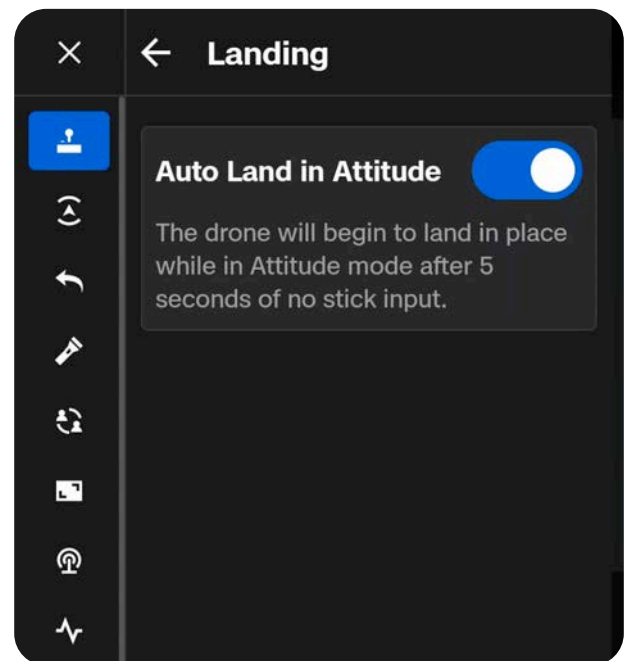 Landing
Auto Land in Attitude
The drone will begin to land in place
while in Attitude mode after 5
seconds of no stick input.